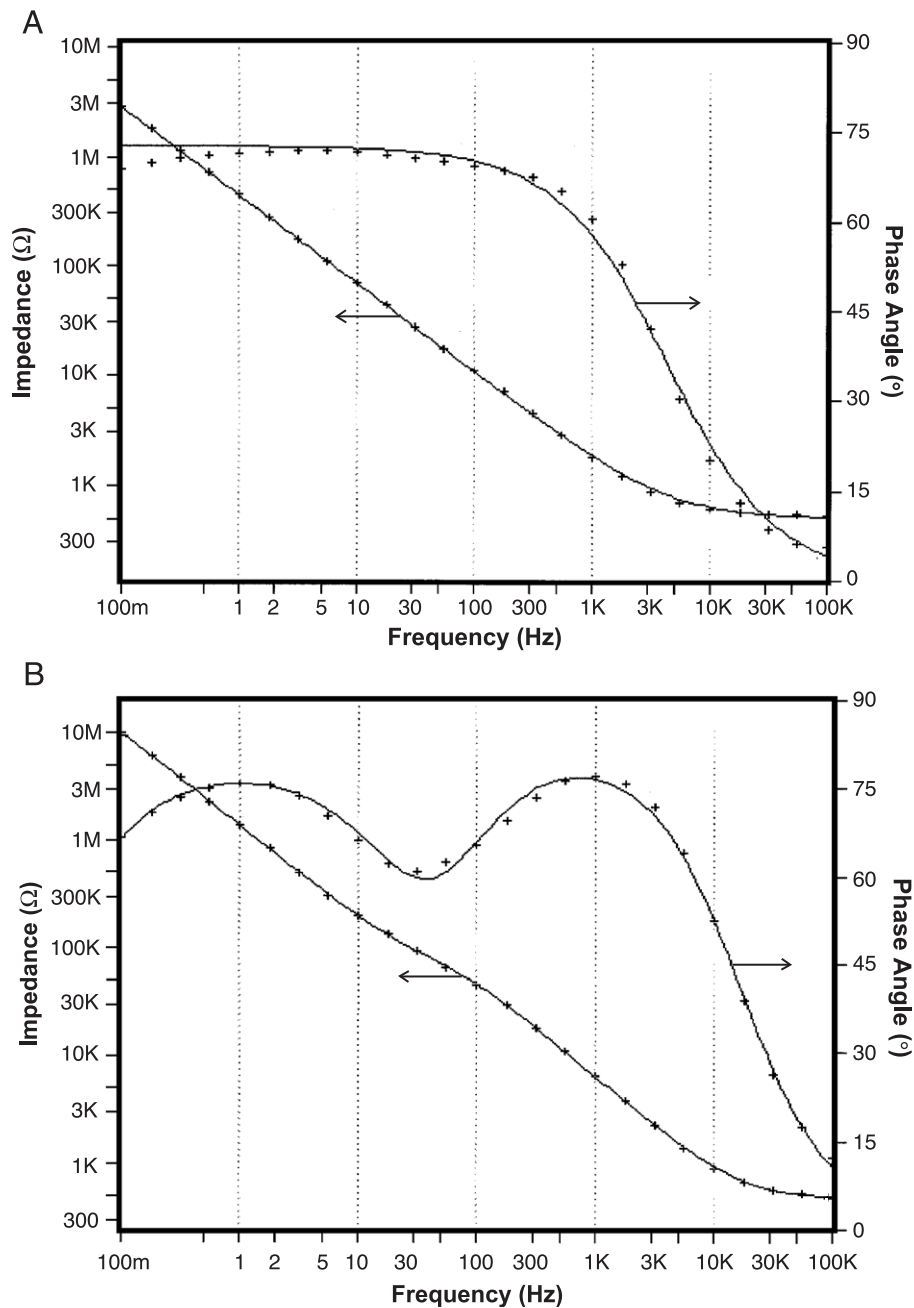 A
10M
3M
1M
300K
100K
30K
10K
3K
1K
300
Impedance (Ω)
90
75
60
45
30
15
0
Phase Angle (º)
100m 1 2 5 10 30 100 300 1K 3K 10K 30K 100K
Frequency (Hz)
B
10M
3M
1M
300K
100K
30K
10K
3K
1K
300
Impedance (Ω)
90
75
60
45
30
15
0
Phase Angle (º)
100m 1 2 5 10 30 100 300 1K 3K 10K 30K 100K
Frequency (Hz)